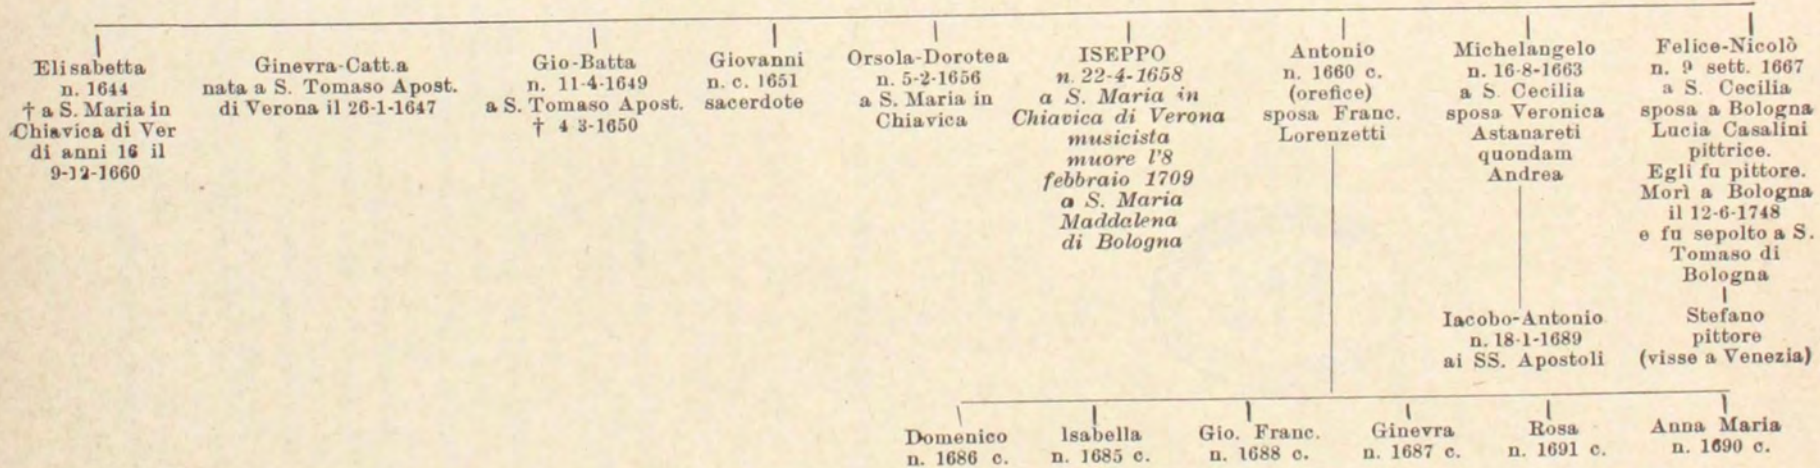 Elisabetta
n. 1644
† a S. Maria in
Chiavica di Ver
di anni 16 il
9-12-1660
Ginevra-Catt.a
nata a S. Tomaso Apost.
di Verona il 26-1-1647
Gio-Batta
n. 11-4-1649
a S. Tomaso Apost.
† 4 3-1650
Giovanni
n. c. 1651
sacerdote
Orsola-Dorotea
n. 5-2-1656
a S. Maria in
Chiavica
ISEPPO
n. 22-4-1658
a S. Maria in
Chiavica di Verona
musicista
muore l'8
febbraio 1709
a S. Maria
Maddalena
di Bologna
Antonio
n. 1660 c.
(orefice)
sposa Franc.
Lorenzetti
Michelangelo
n. 16-8-1663
a S. Cecilia
sposa Veronica
Astanareti
quondam
Andrea
Felice-Nicolò
n. 9 sett. 1667
a S. Cecilia
sposa a Bologna
Lucia Casalini
pittrice.
Egli fu pittore.
Morì a Bologna
il 12-6-1748
e fu sepolto a S.
Tomaso di
Bologna
Iacobo-Antonio
n. 18-1-1689
ai SS. Apostoli
Stefano
pittore
(visse a Venezia)
Domenico
n. 1686 c.
Isabella
n. 1685 c.
Gio. Franc.
n. 1688 c.
Ginevra
n. 1687 c.
Rosa
n. 1691 c.
Anna Maria
n. 1690 c.